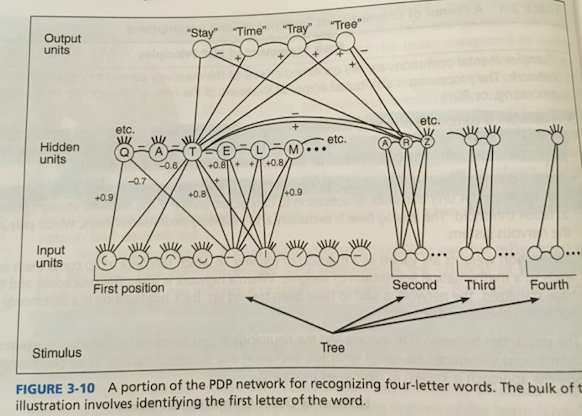 Output
units
"Stay" "Time" "Tray" "Tree"
– + + + –
–
+
etc.
etc.
etc.
Hidden
units
Q – A – T – E – L – M •••
A R Z
–0.6 +0.8 + + +0.8
–0.7 +
+0.9 +0.8 +0.9
Input
units
First position
Second
Third
Fourth
Stimulus
Tree
FIGURE 3-10 A portion of the PDP network for recognizing four-letter words. The bulk of t
illustration involves identifying the first letter of the word.